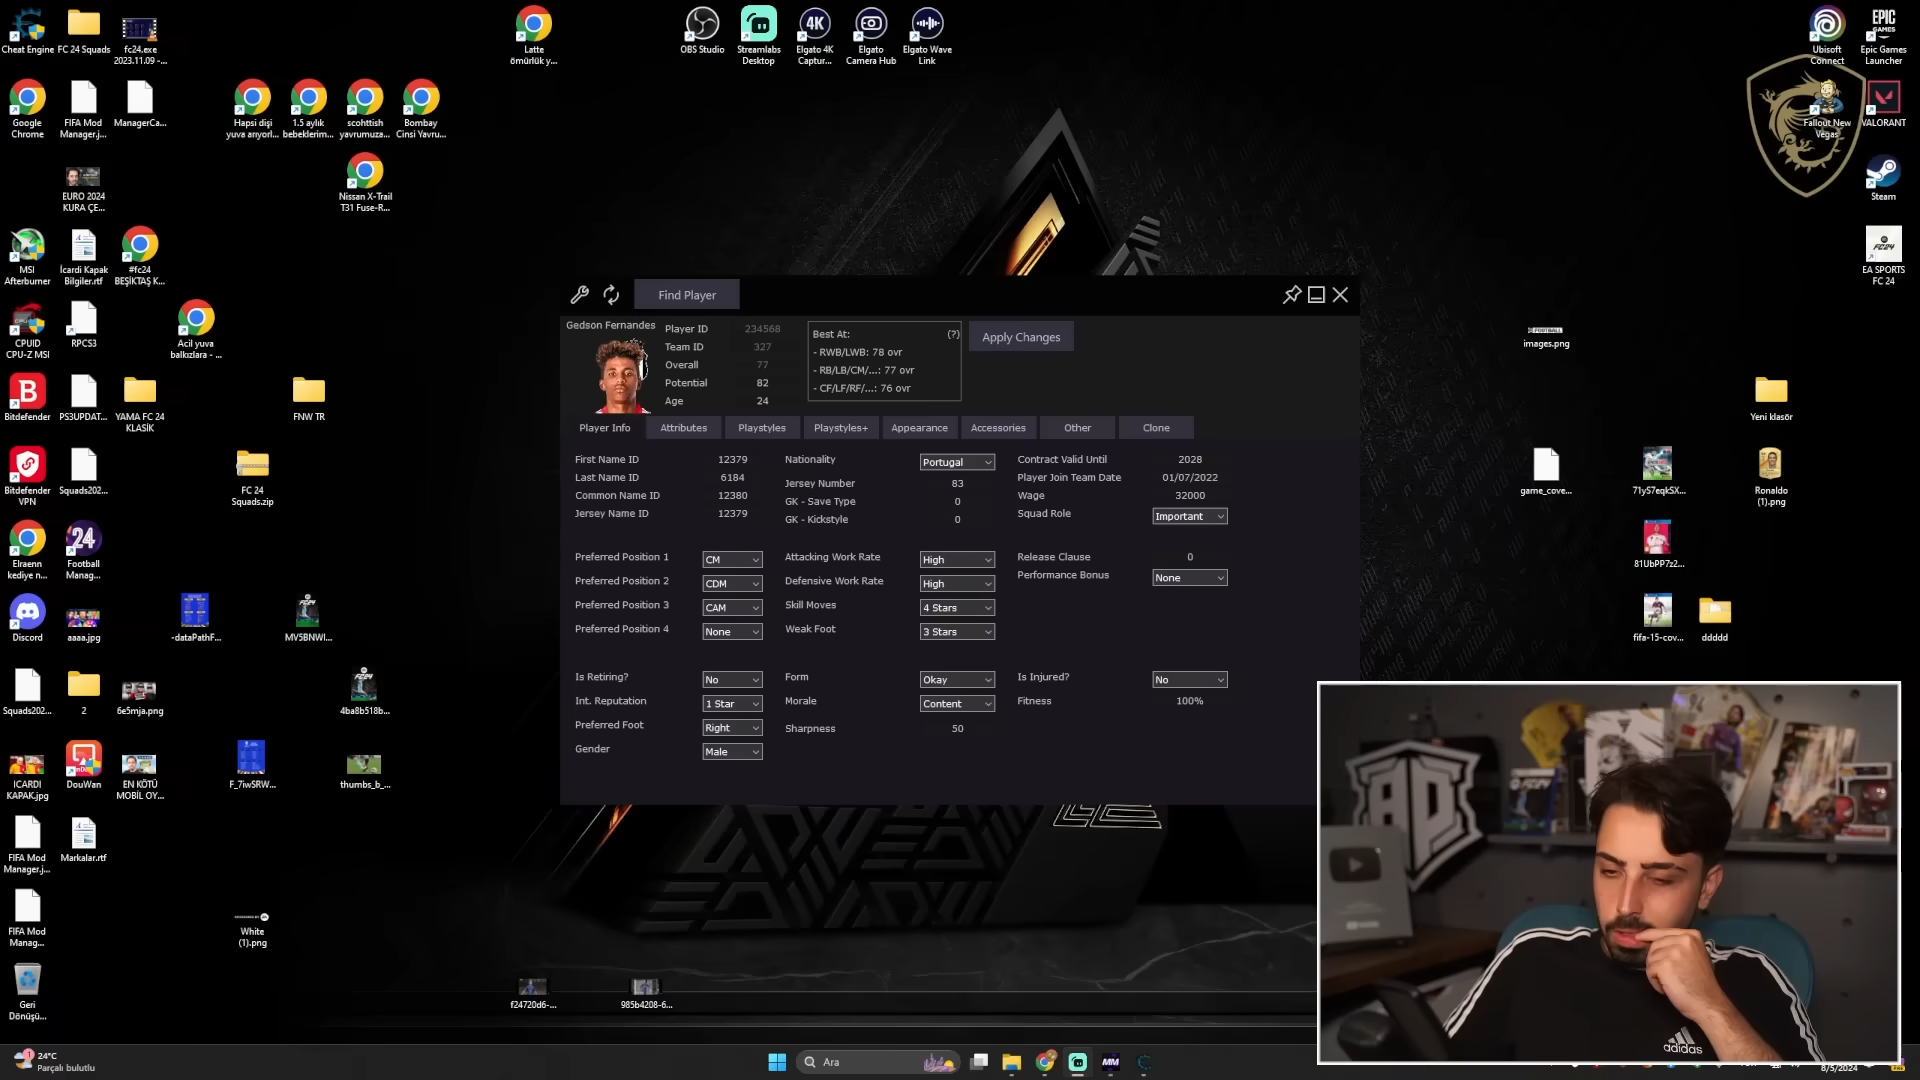 Cheat Engine
FC 24 Squads
fc24.exe
2023.11.09 -...
Latte
ömürlük y...
OBS Studio
Streamlabs
Desktop
Elgato 4K
Captur...
Elgato
Camera Hub
Elgato Wave
Link
Ubisoft
Connect
Epic Games
Launcher
Google
Chrome
FIFA Mod
Manager.j...
ManagerCa...
Hapsi dişi
yuva arıyorl...
1.5 aylık
bebeklerim...
scohttish
yavrumuza...
Bombay
Cinsi Yavru...
Fallout New
Vegas
VALORANT
EURO 2024
KURA ÇE...
Nissan X-Trail
T31 Fuse-R...
Steam
MSI
Afterburner
İcardi Kapak
Bilgiler.rtf
#fc24
BEŞİKTAŞ K...
EA SPORTS
FC 24
CPUID
CPU-Z MSI
RPCS3
Acil yuva
balkızlara - ...
images.png
Bitdefender
PS3UPDAT...
YAMA FC 24
KLASİK
FNW TR
Yeni klasör
Bitdefender
VPN
Squads202...
FC 24
Squads.zip
game_cove...
71yS7eqkSX...
Ronaldo
(1).png
Elraenn
kediye n...
Football
Manag...
81UbPP7z2...
Discord
aaaa.jpg
-dataPathF...
MV5BNWI...
fifa-15-cov...
ddddd
Squads202...
2
6e5mja.png
4ba8b518b...
ICARDI
KAPAK.jpg
DouWan
EN KÖTÜ
MOBİL OY...
F_7iwSRW...
thumbs_b_...
FIFA Mod
Manager.j...
Markalar.rtf
FIFA Mod
Manag...
White
(1).png
Geri
Dönüşü...
f24720d6-...
985b4208-6...
Find Player
Gedson Fernandes
Player ID 234568
Team ID 327
Overall 77
Potential 82
Age 24
Best At: (?)
- RWB/LWB: 78 ovr
- RB/LB/CM/...: 77 ovr
- CF/LF/RF/...: 76 ovr
Apply Changes
Player Info Attributes Playstyles Playstyles+ Appearance Accessories Other Clone
First Name ID 12379 Nationality Portugal Contract Valid Until 2028
Last Name ID 6184 Jersey Number 83 Player Join Team Date 01/07/2022
Common Name ID 12380 GK - Save Type 0 Wage 32000
Jersey Name ID 12379 GK - Kickstyle 0 Squad Role Important
Preferred Position 1 CM Attacking Work Rate High Release Clause 0
Preferred Position 2 CDM Defensive Work Rate High Performance Bonus None
Preferred Position 3 CAM Skill Moves 4 Stars
Preferred Position 4 None Weak Foot 3 Stars
Is Retiring? No Form Okay Is Injured? No
Int. Reputation 1 Star Morale Content Fitness 100%
Preferred Foot Right Sharpness 50
Gender Male
adidas
24°C
Parçalı bulutlu
Ara
8/5/2024